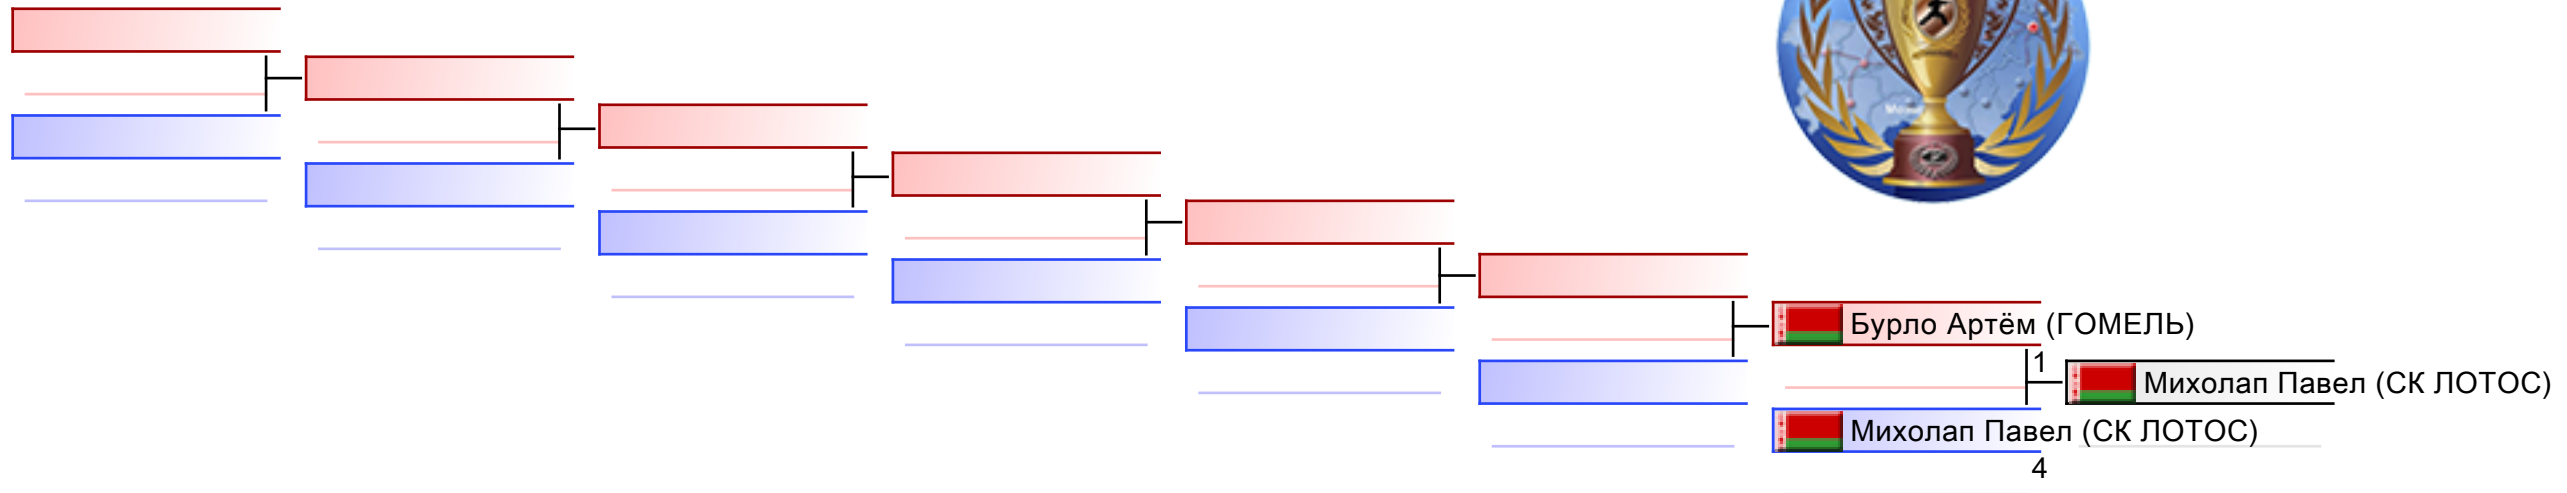 Бурло Артём (ГОМЕЛЬ)
1
Михолап Павел (СК ЛОТОС)
Михолап Павел (СК ЛОТОС)
4